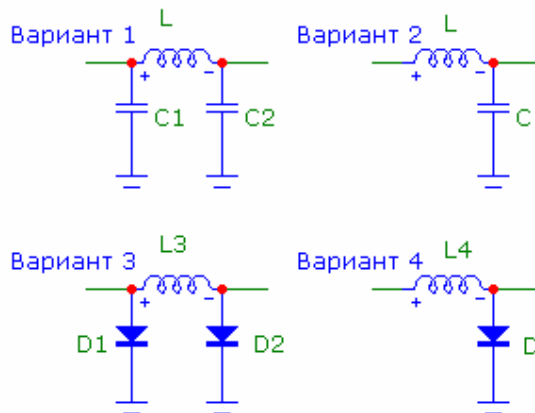 Вариант 1
L
+
-
C1
C2
Вариант 2
L
+
-
C
Вариант 3
L3
+
-
D1
D2
Вариант 4
L4
+
-
D